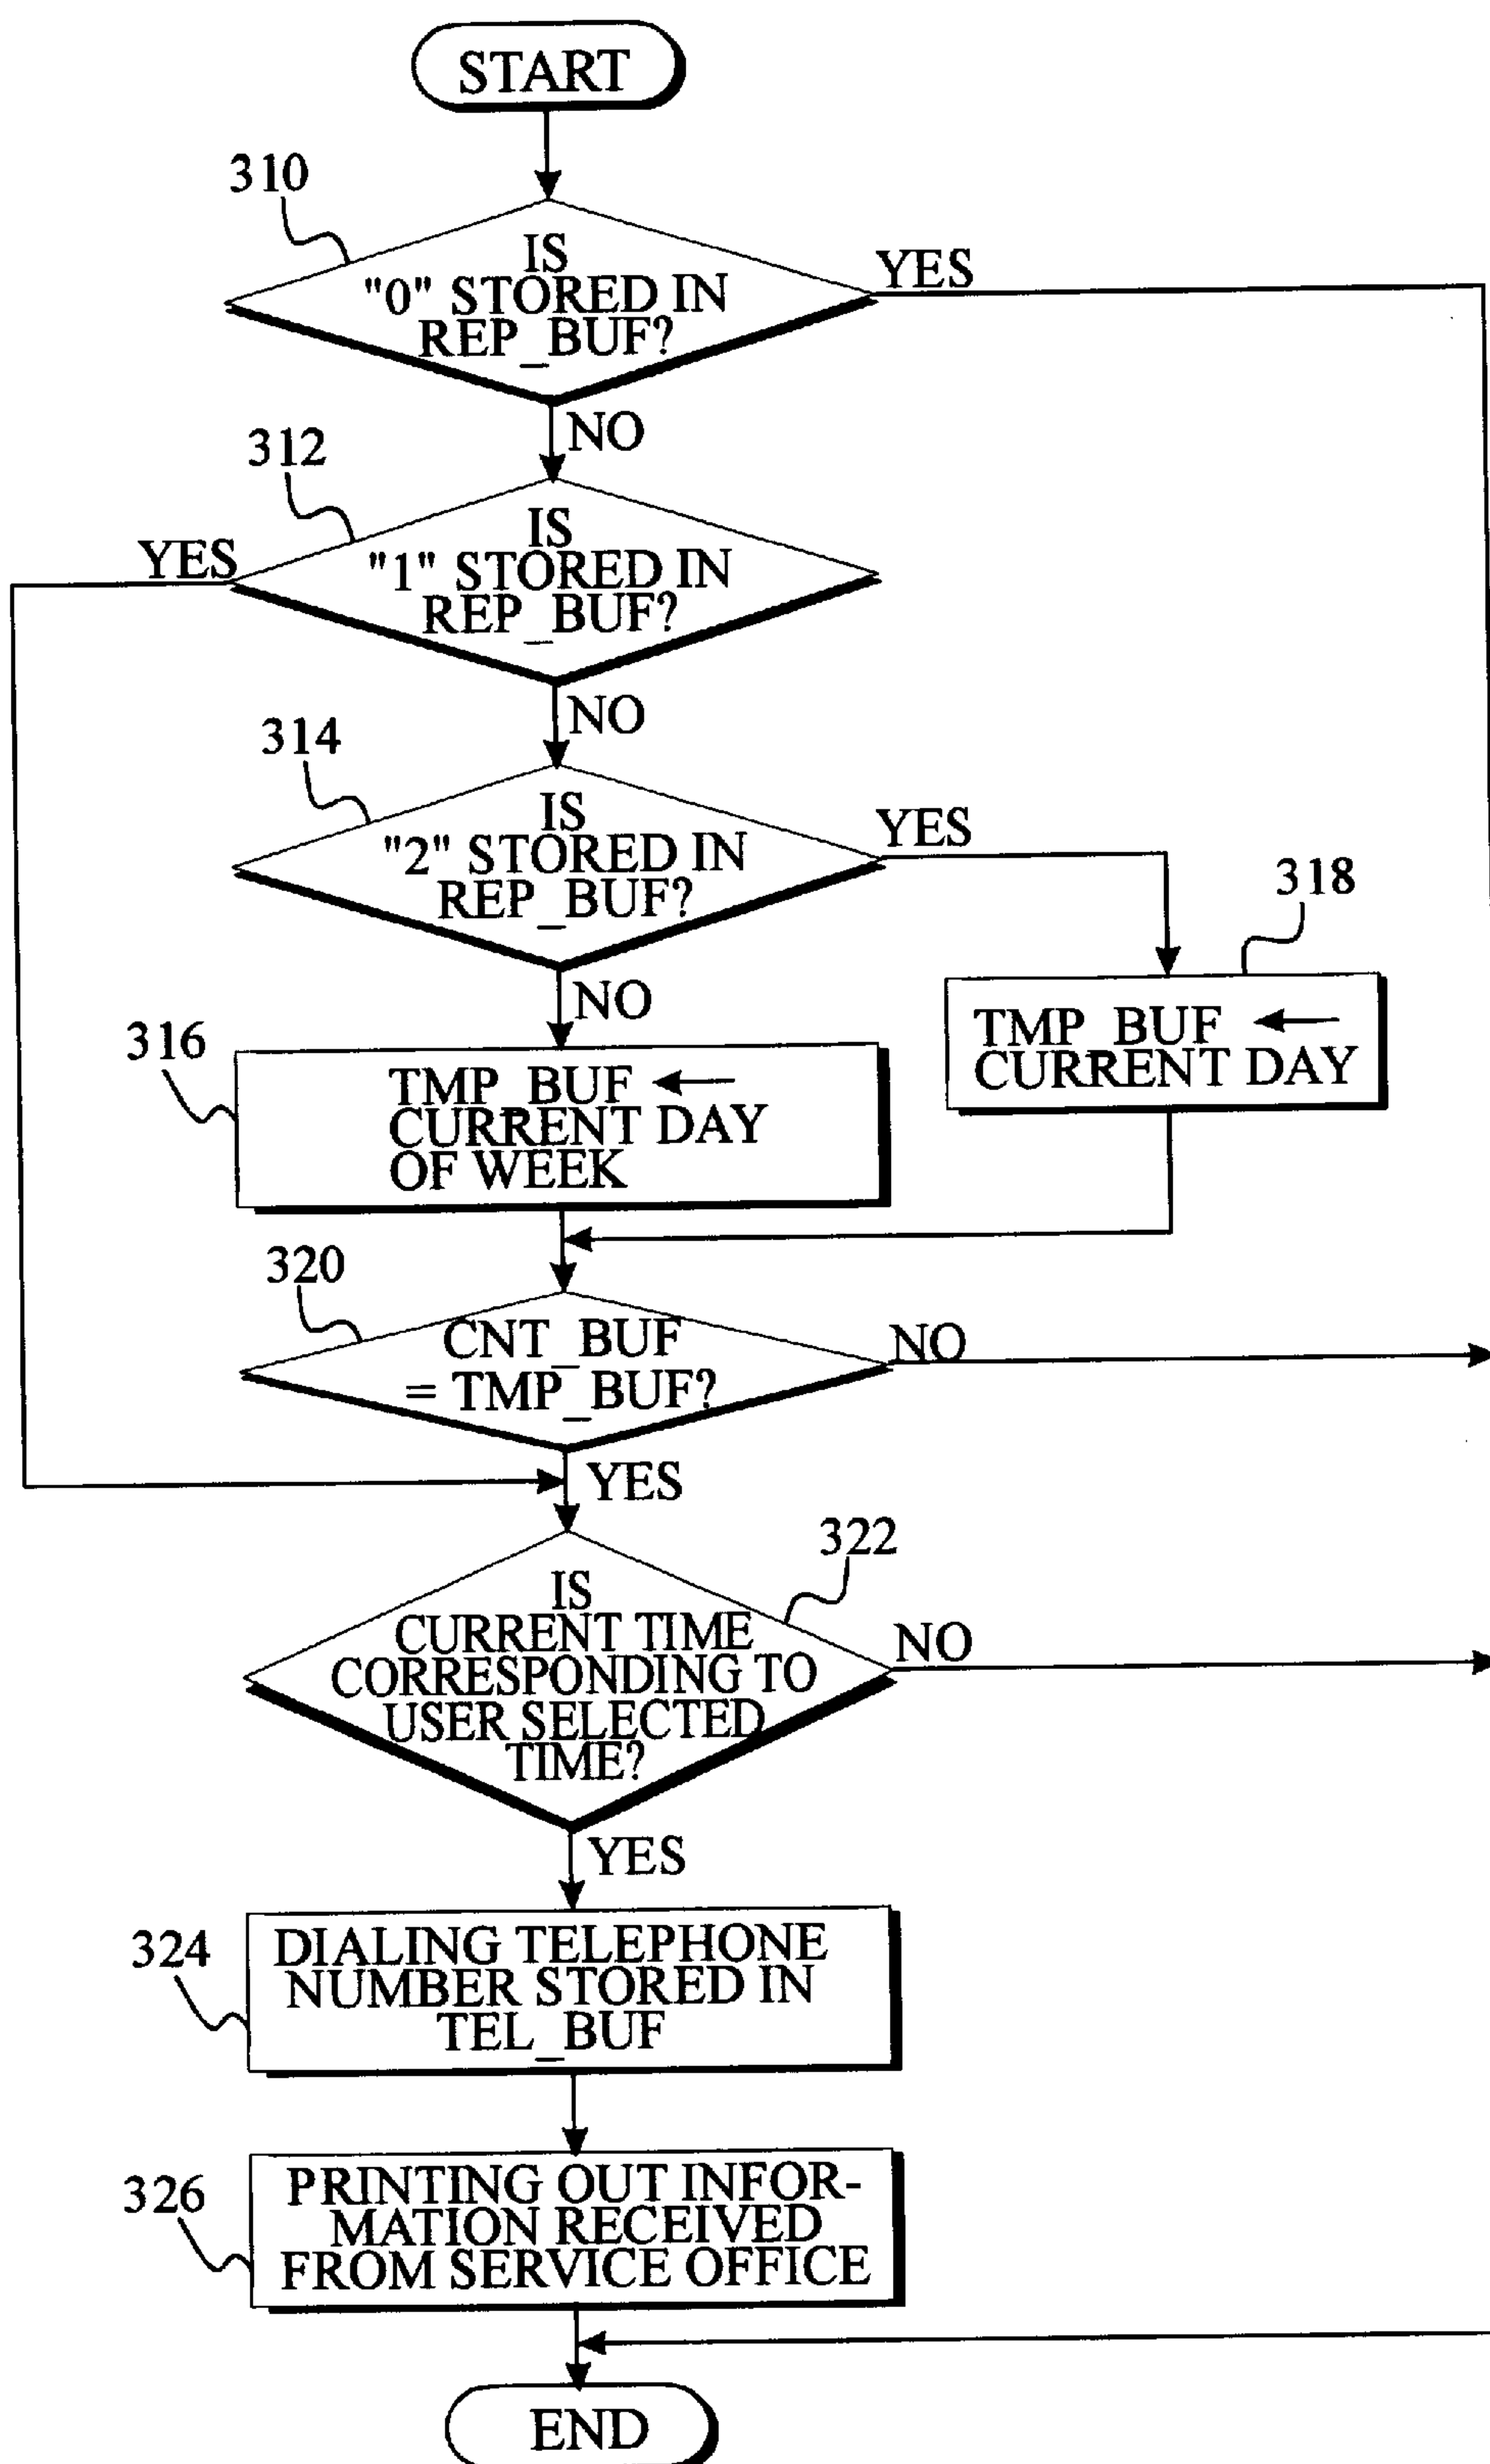 START
310
IS
"0" STORED IN
REP_BUF?
YES
NO
312
IS
"1" STORED IN
REP_BUF?
YES
NO
314
IS
"2" STORED IN
REP_BUF?
YES
318
NO
TMP_BUF ←
CURRENT DAY
316
TMP_BUF ←
CURRENT DAY
OF WEEK
320
CNT_BUF
= TMP_BUF?
NO
YES
322
IS
CURRENT TIME
CORRESPONDING TO
USER SELECTED
TIME?
NO
YES
324
DIALING TELEPHONE
NUMBER STORED IN
TEL_BUF
326
PRINTING OUT INFOR-
MATION RECEIVED
FROM SERVICE OFFICE
END